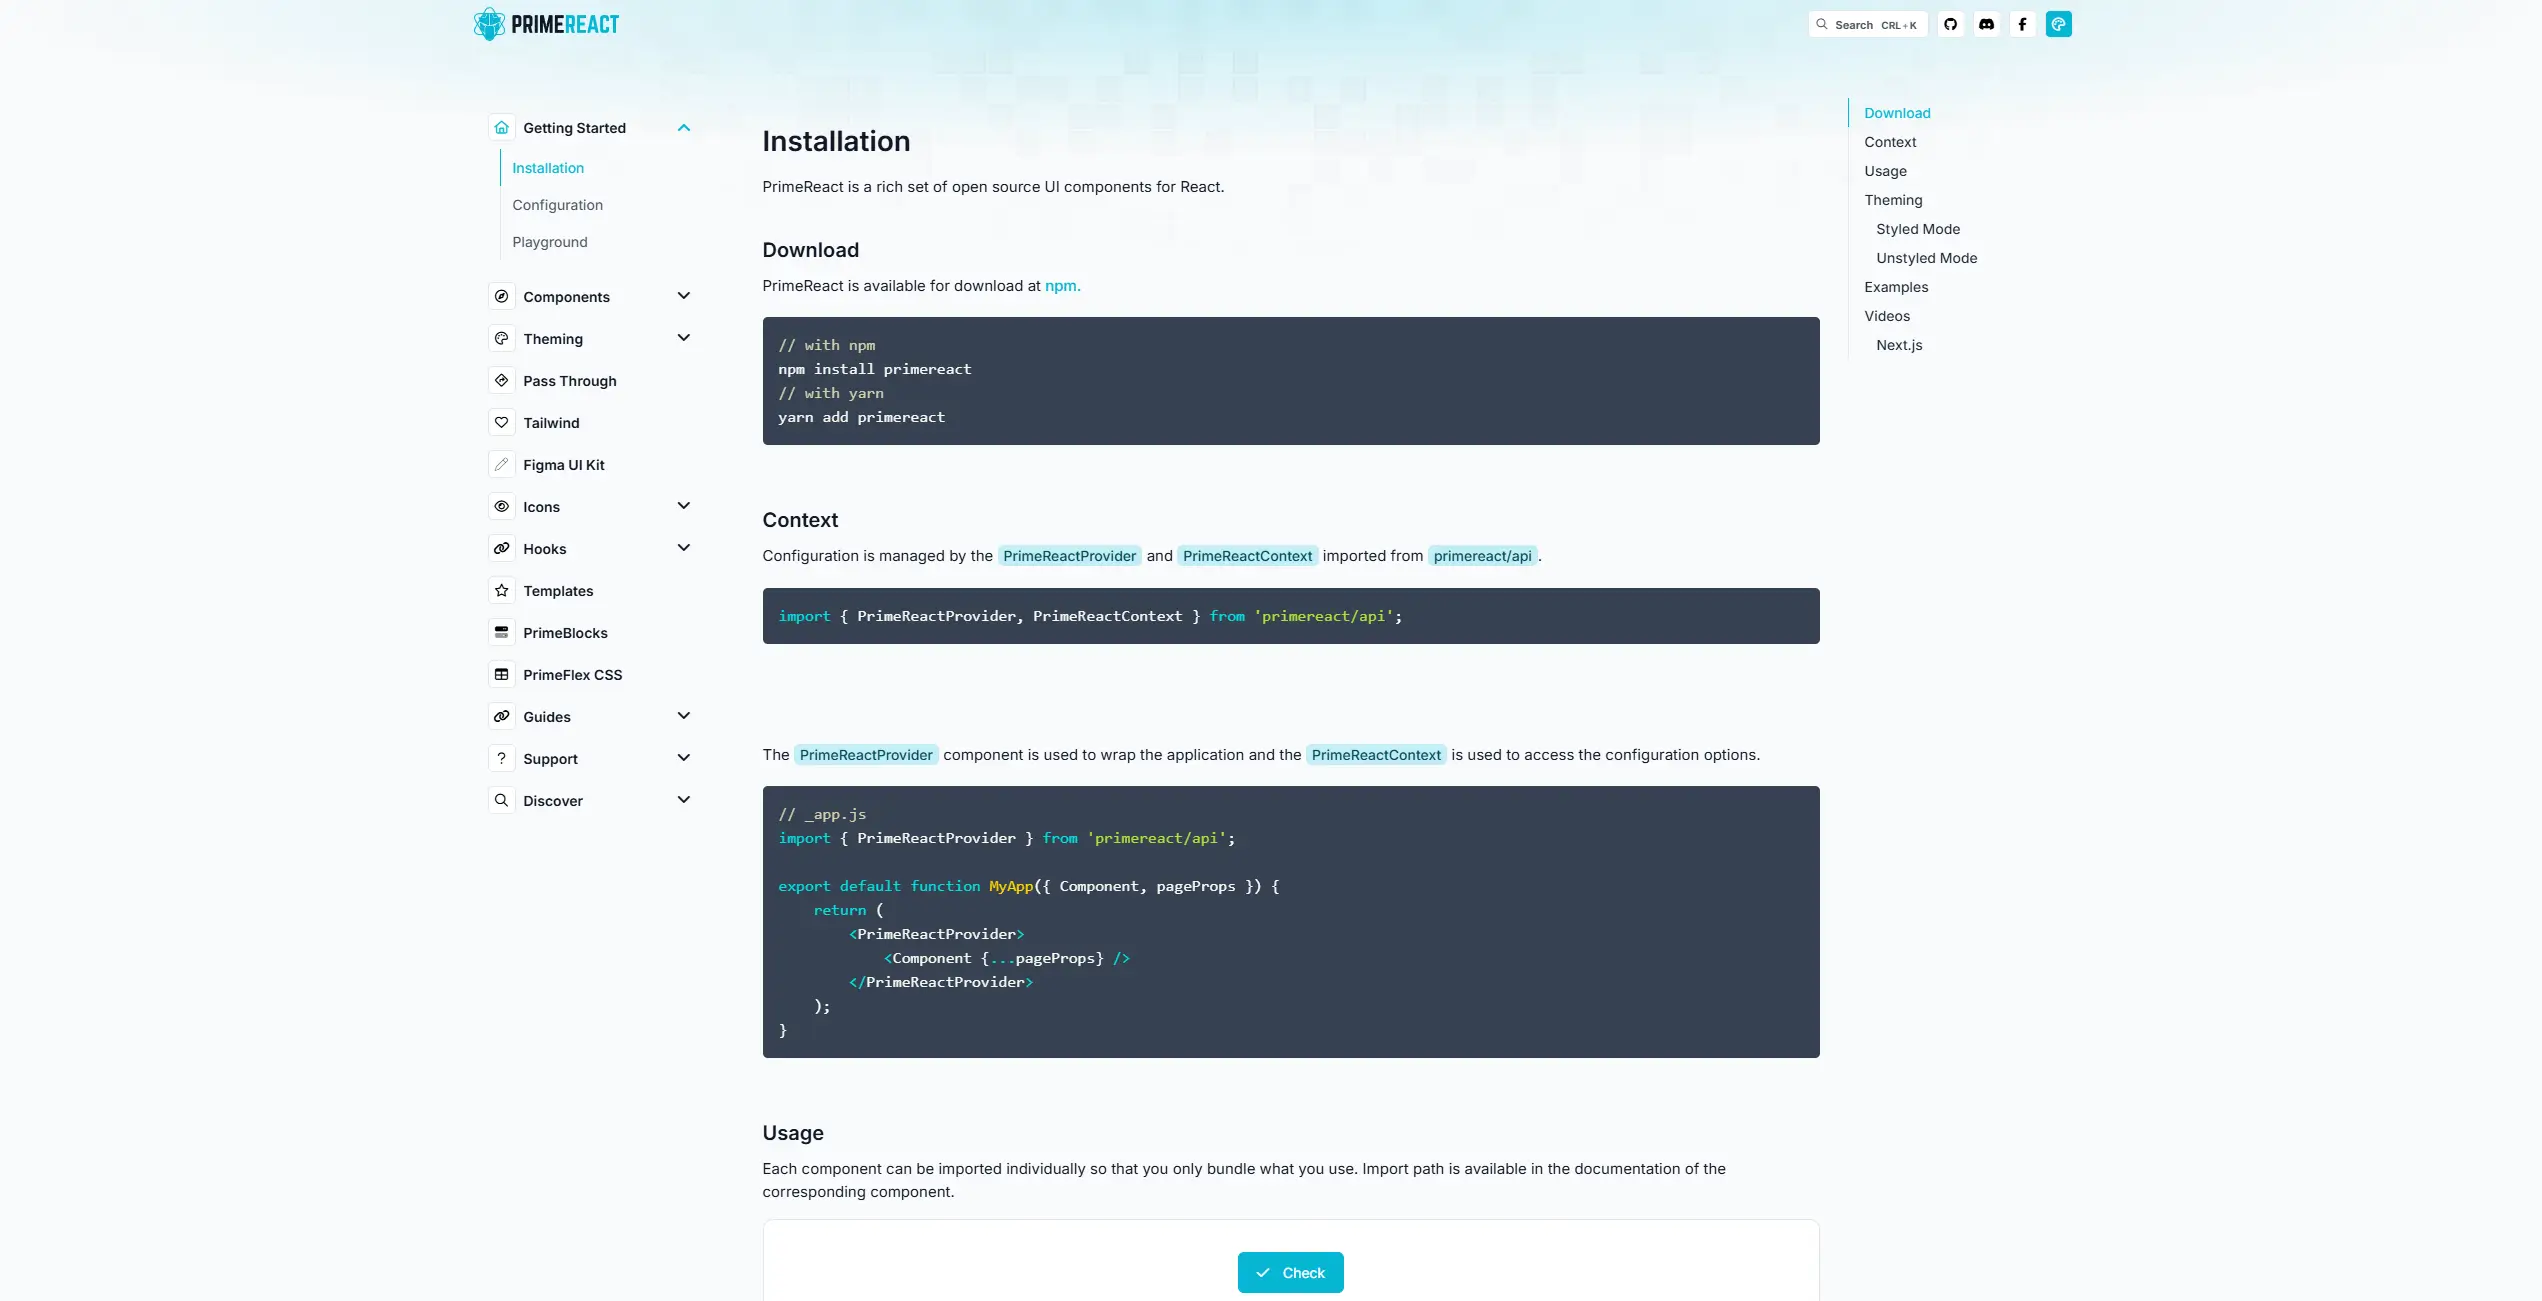 PRIMEREACT
Search CRL+K
Getting Started
Installation
Configuration
Playground
Components
Theming
Pass Through
Tailwind
Figma UI Kit
Icons
Hooks
Templates
PrimeBlocks
PrimeFlex CSS
Guides
Support
Discover
Installation
PrimeReact is a rich set of open source UI components for React.
Download
PrimeReact is available for download at npm.
// with npm
npm install primereact
// with yarn
yarn add primereact
Context
Configuration is managed by the PrimeReactProvider and PrimeReactContext imported from primereact/api.
import { PrimeReactProvider, PrimeReactContext } from 'primereact/api';
The PrimeReactProvider component is used to wrap the application and the PrimeReactContext is used to access the configuration options.
// _app.js
import { PrimeReactProvider } from 'primereact/api';
export default function MyApp({ Component, pageProps }) {
return (
<PrimeReactProvider>
<Component {...pageProps} />
</PrimeReactProvider>
);
}
Usage
Each component can be imported individually so that you only bundle what you use. Import path is available in the documentation of the
corresponding component.
Check
Download
Context
Usage
Theming
Styled Mode
Unstyled Mode
Examples
Videos
Next.js